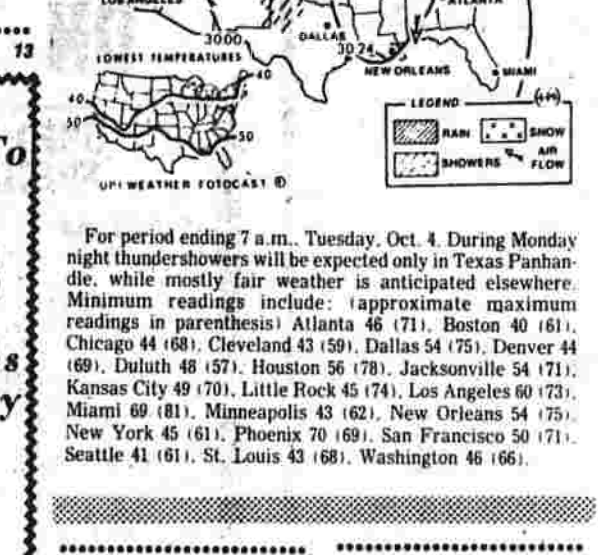 LOS ANGELES
ATLANTA
13
30.00
DALLAS
30.24
LOWEST TEMPERATURES
40
NEW ORLEANS
MIAMI
40
50
50
LEGEND
RAIN
SNOW
SHOWERS
AIR
FLOW
UPI WEATHER FOTOCAST ®
To
s
y
For period ending 7 a.m., Tuesday, Oct. 4. During Monday
night thundershowers will be expected only in Texas Panhan-
dle, while mostly fair weather is anticipated elsewhere.
Minimum readings include: (approximate maximum
readings in parenthesis) Atlanta 46 (71), Boston 40 (61),
Chicago 44 (68), Cleveland 43 (59), Dallas 54 (75), Denver 44
(69), Duluth 48 (57), Houston 56 (78), Jacksonville 54 (71),
Kansas City 49 (70), Little Rock 45 (74), Los Angeles 60 (73),
Miami 69 (81), Minneapolis 43 (62), New Orleans 54 (75),
New York 45 (61), Phoenix 70 (69), San Francisco 50 (71),
Seattle 41 (61), St. Louis 43 (68), Washington 46 (66).